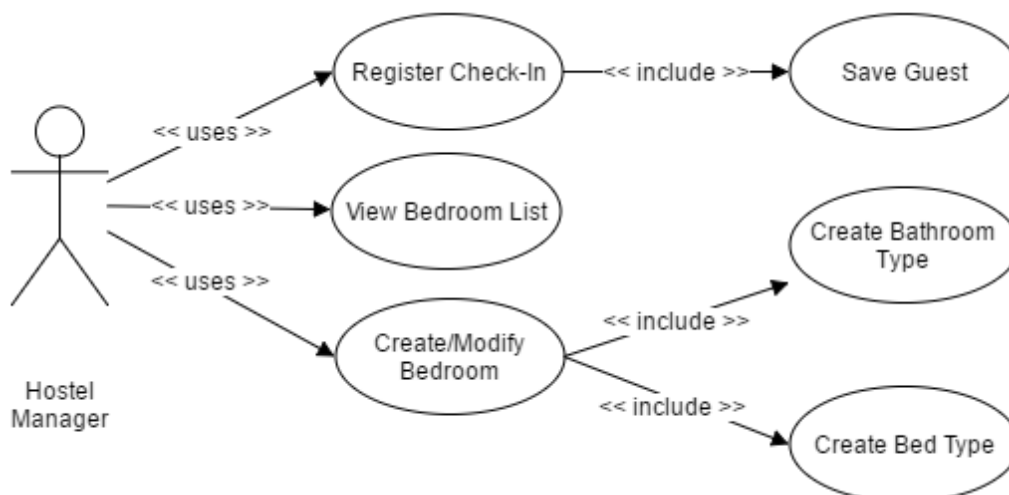 Register Check-In
<< include >>
Save Guest
<< uses >>
<< uses >>
View Bedroom List
Create Bathroom
Type
<< uses >>
<< include >>
Create/Modify
Bedroom
Hostel
Manager
<< include >>
Create Bed Type